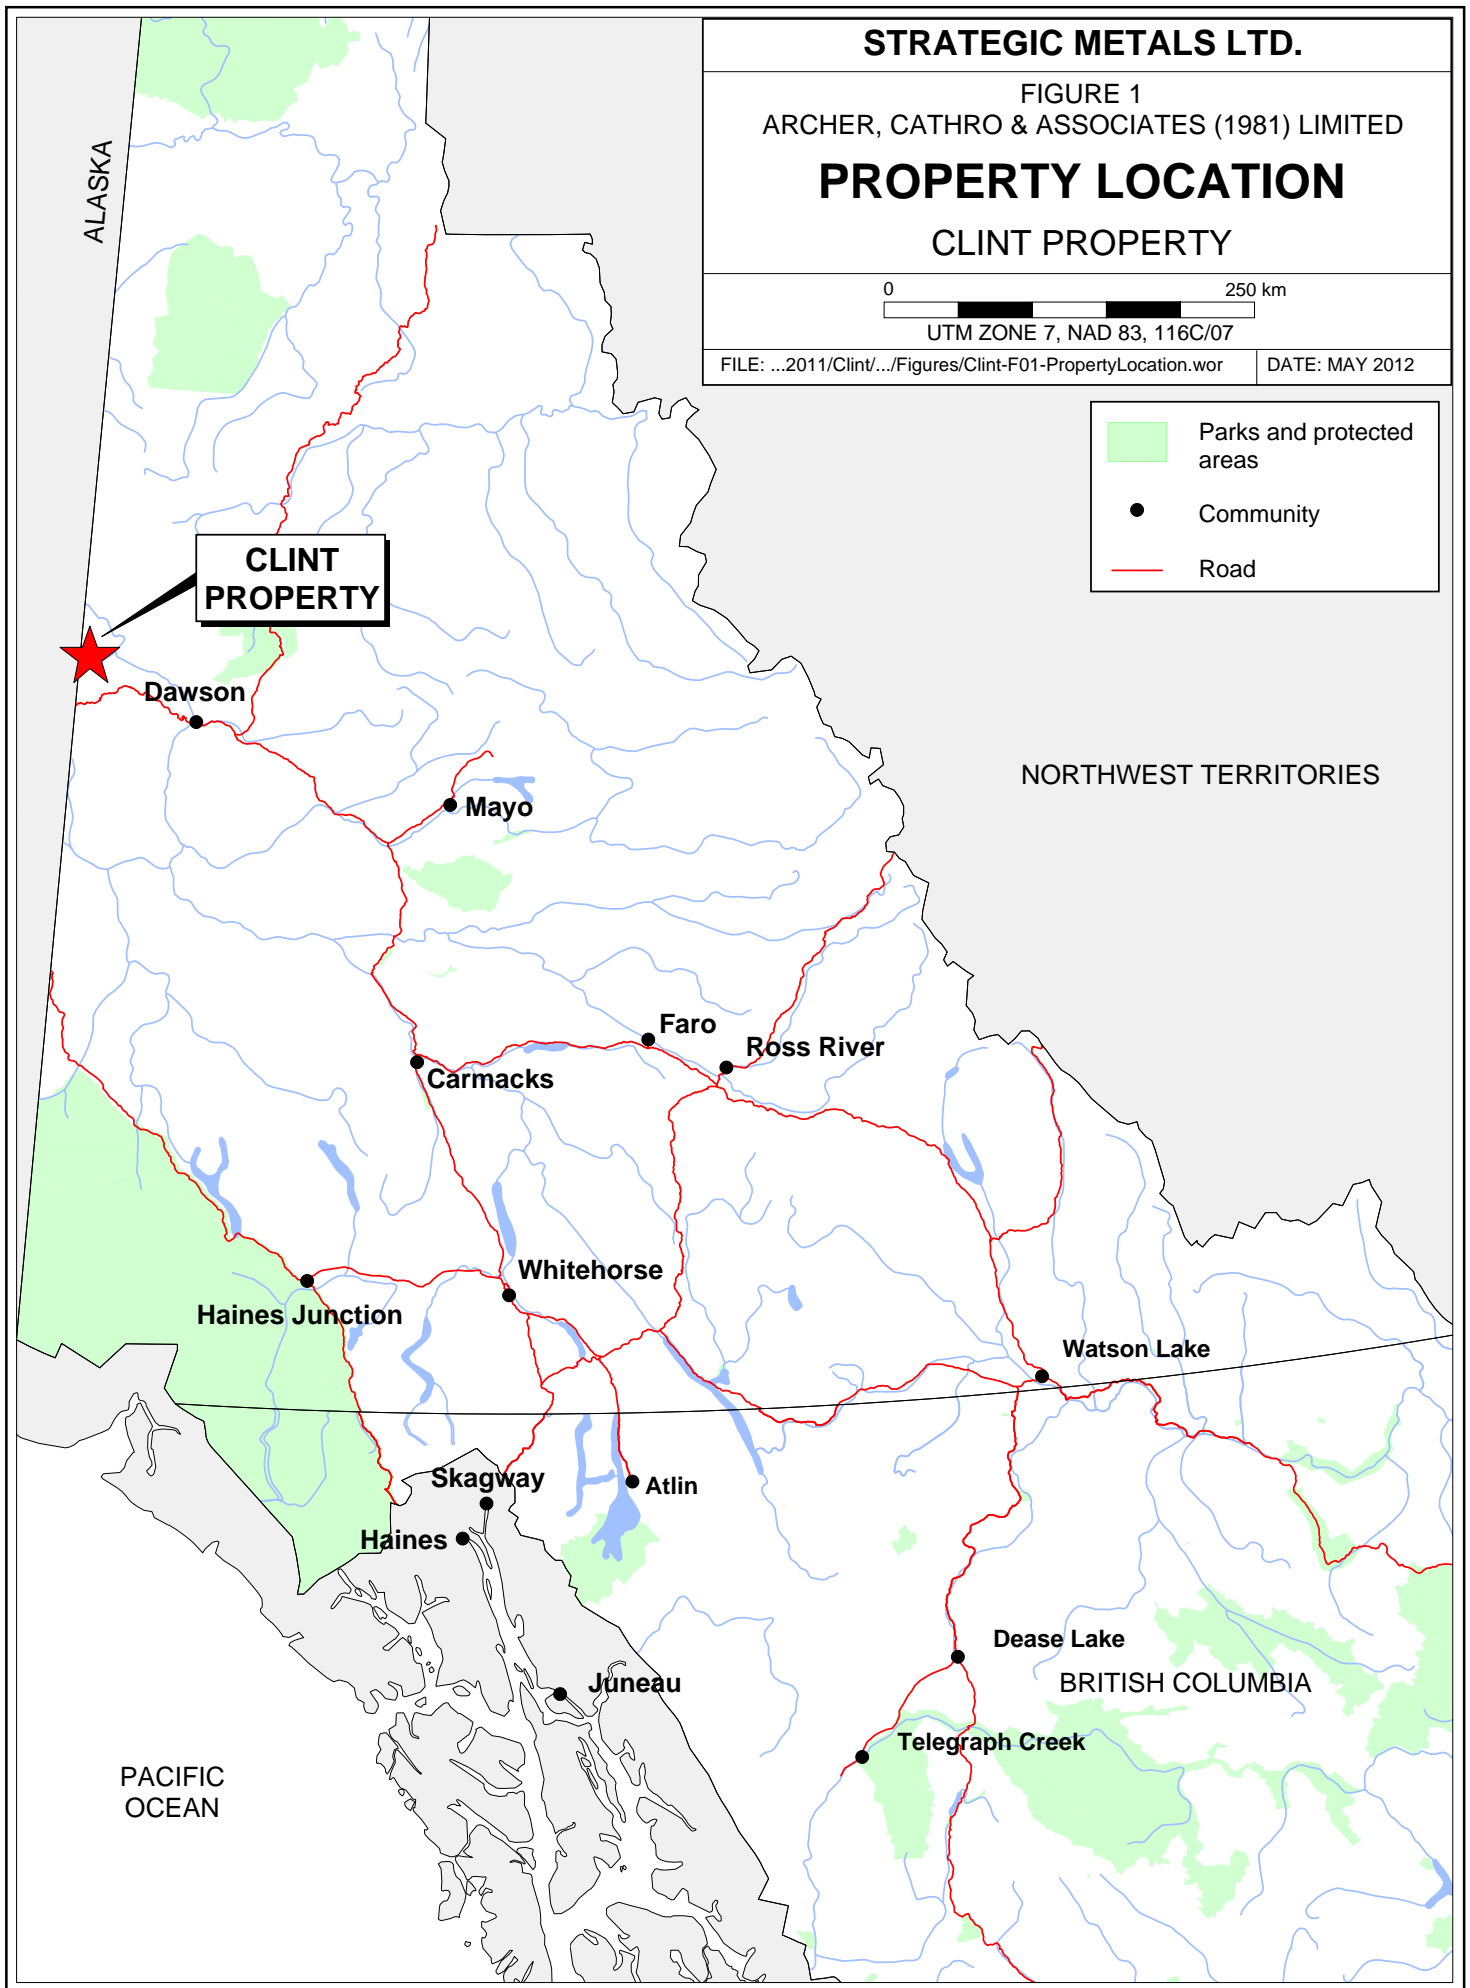 STRATEGIC METALS LTD.
FIGURE 1
ARCHER, CATHRO & ASSOCIATES (1981) LIMITED
PROPERTY LOCATION
CLINT PROPERTY
0
250 km
UTM ZONE 7, NAD 83, 116C/07
FILE: ...2011/Clint/.../Figures/Clint-F01-PropertyLocation.wor
DATE: MAY 2012
Parks and protected
areas
Community
Road
ALASKA
CLINT
PROPERTY
Dawson
NORTHWEST TERRITORIES
Mayo
Faro
Ross River
Carmacks
Whitehorse
Haines Junction
Watson Lake
Skagway
Atlin
Haines
Dease Lake
Juneau
BRITISH COLUMBIA
Telegraph Creek
PACIFIC
OCEAN